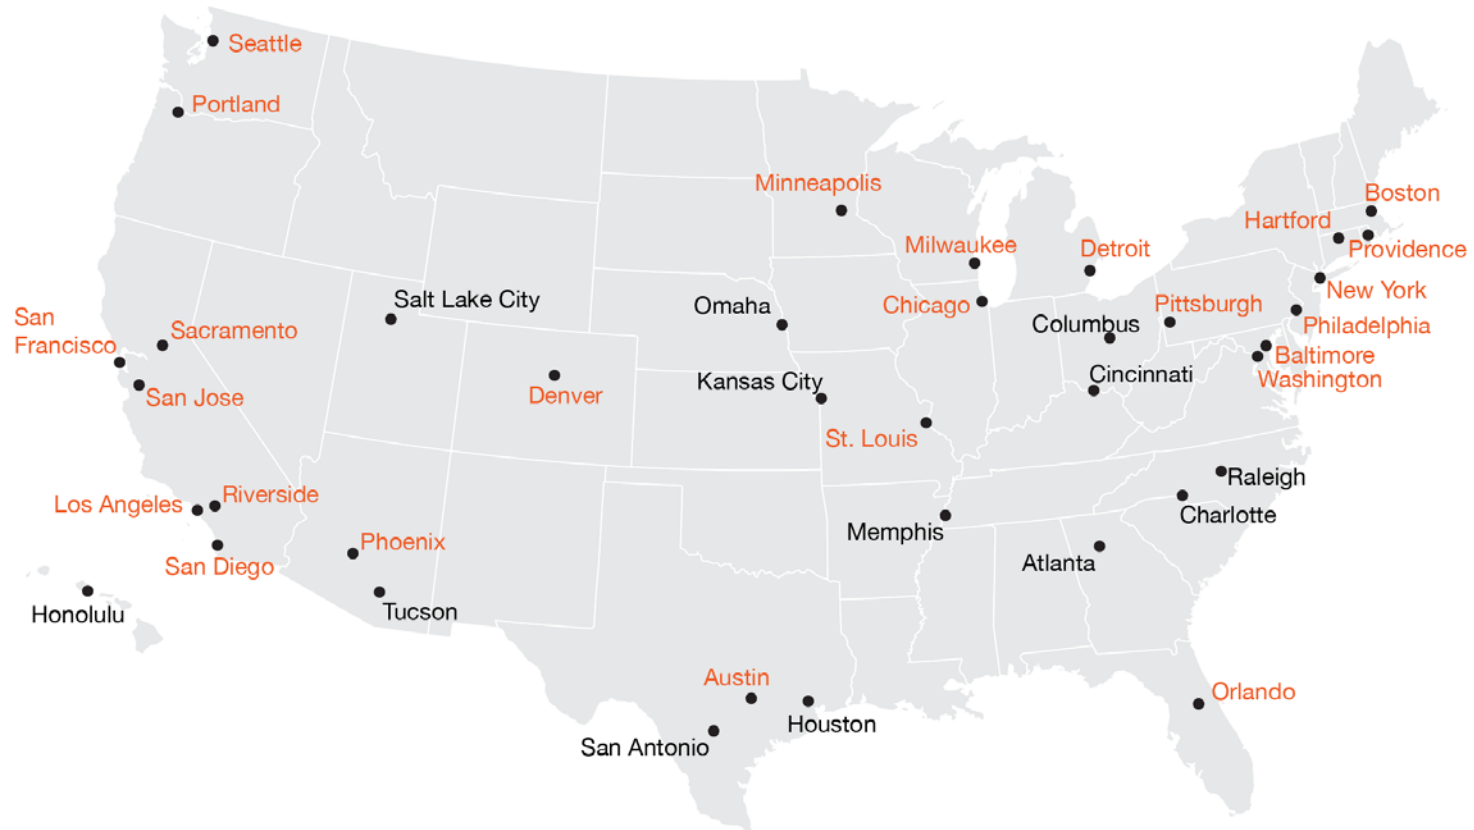 Seattle
Portland
Minneapolis
Boston
Hartford
Milwaukee
Detroit
Providence
New York
Salt Lake City
Omaha
Chicago
Pittsburgh
San
Francisco
Sacramento
Columbus
Philadelphia
Baltimore
Washington
San Jose
Denver
Kansas City
Cincinnati
St. Louis
Raleigh
Los Angeles
Riverside
Charlotte
Memphis
Phoenix
Atlanta
San Diego
Honolulu
Tucson
Austin
Orlando
Houston
San Antonio